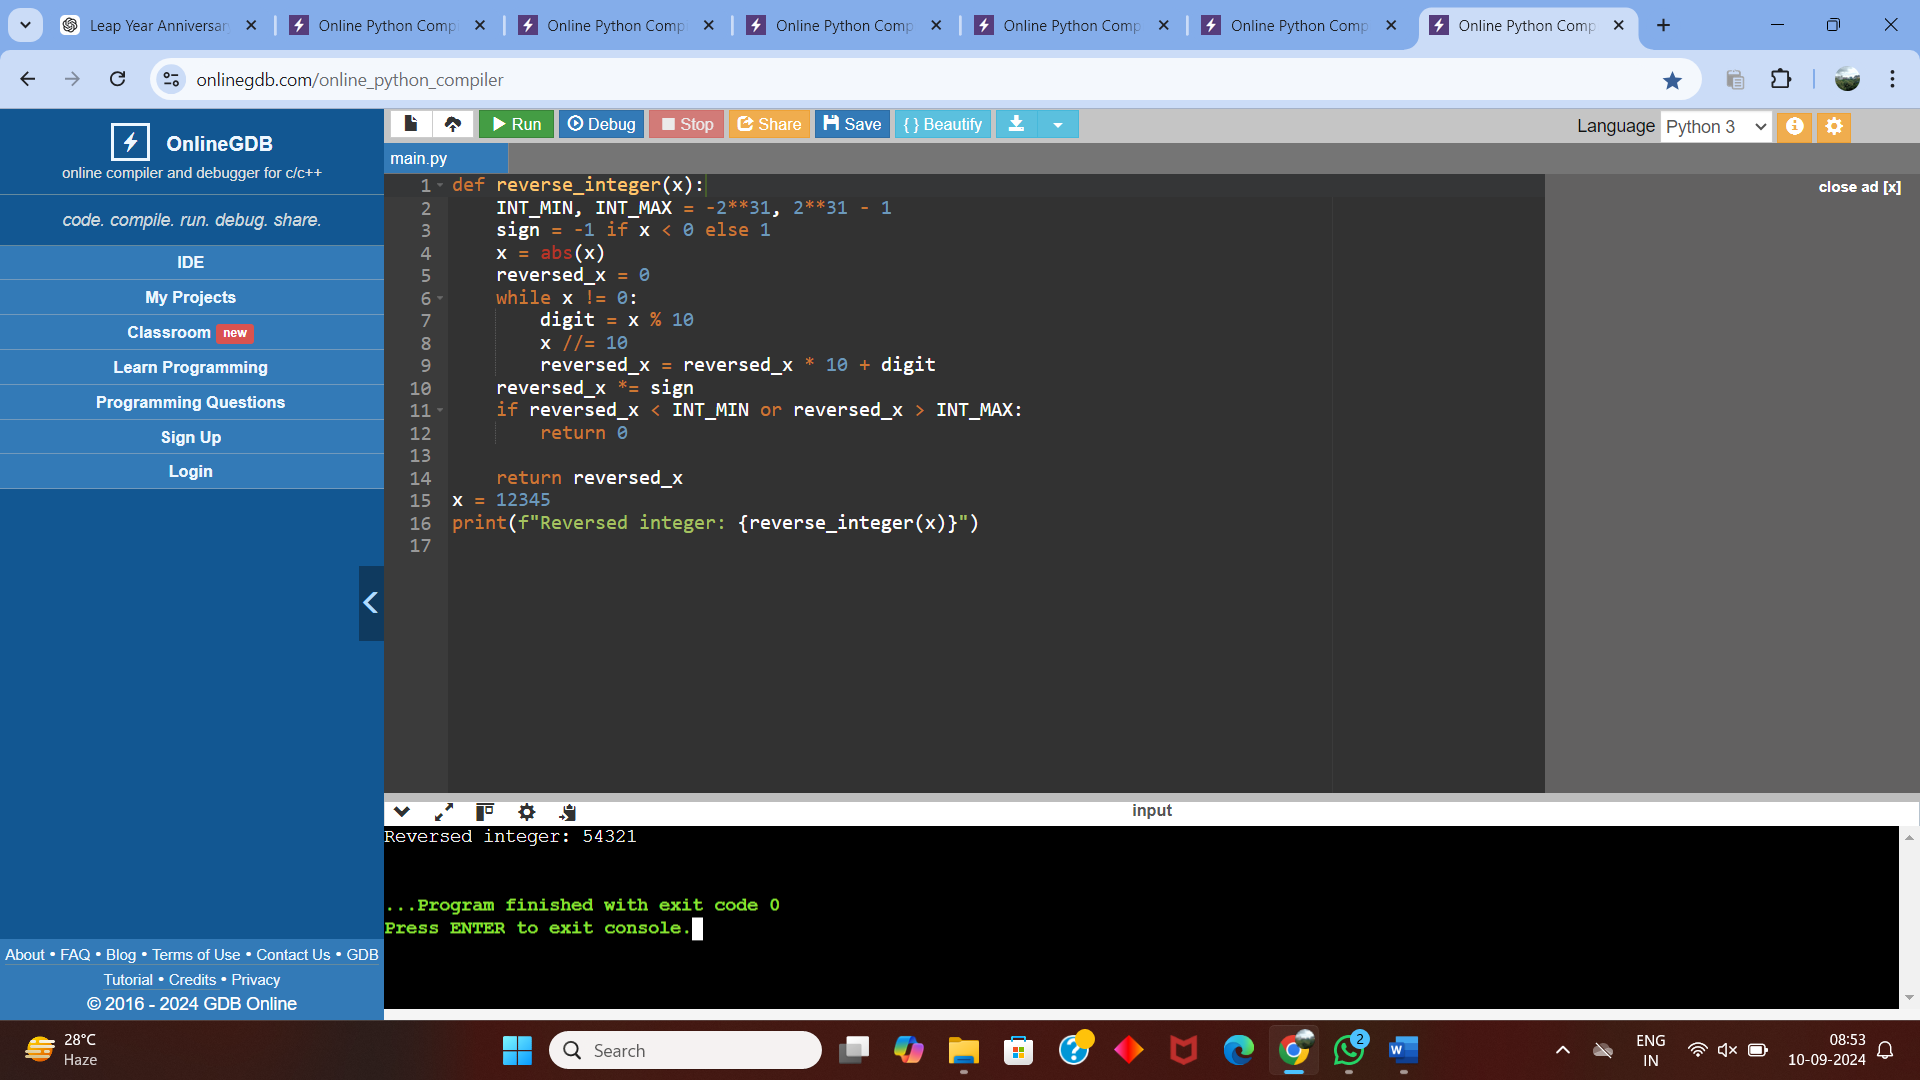 Leap Year Anniversar
Online Python Comp
Online Python Comp
Online Python Comp
Online Python Comp
Online Python Comp
Online Python Comp
onlinegdb.com/online_python_compiler
OnlineGDB
online compiler and debugger for c/c++
code. compile. run. debug. share.
IDE
My Projects
Classroom new
Learn Programming
Programming Questions
Sign Up
Login
About • FAQ • Blog • Terms of Use • Contact Us • GDB
Tutorial • Credits • Privacy
© 2016 - 2024 GDB Online
Run Debug Stop Share Save { } Beautify
Language Python 3
main.py
close ad [x]
1 def reverse_integer(x):
2     INT_MIN, INT_MAX = -2**31, 2**31 - 1
3     sign = -1 if x < 0 else 1
4     x = abs(x)
5     reversed_x = 0
6     while x != 0:
7         digit = x % 10
8         x //= 10
9         reversed_x = reversed_x * 10 + digit
10     reversed_x *= sign
11     if reversed_x < INT_MIN or reversed_x > INT_MAX:
12         return 0
13
14     return reversed_x
15 x = 12345
16 print(f"Reversed integer: {reverse_integer(x)}")
17
input
Reversed integer: 54321
...Program finished with exit code 0
Press ENTER to exit console.
28°C
Haze
Search
2
ENG
IN
08:53
10-09-2024